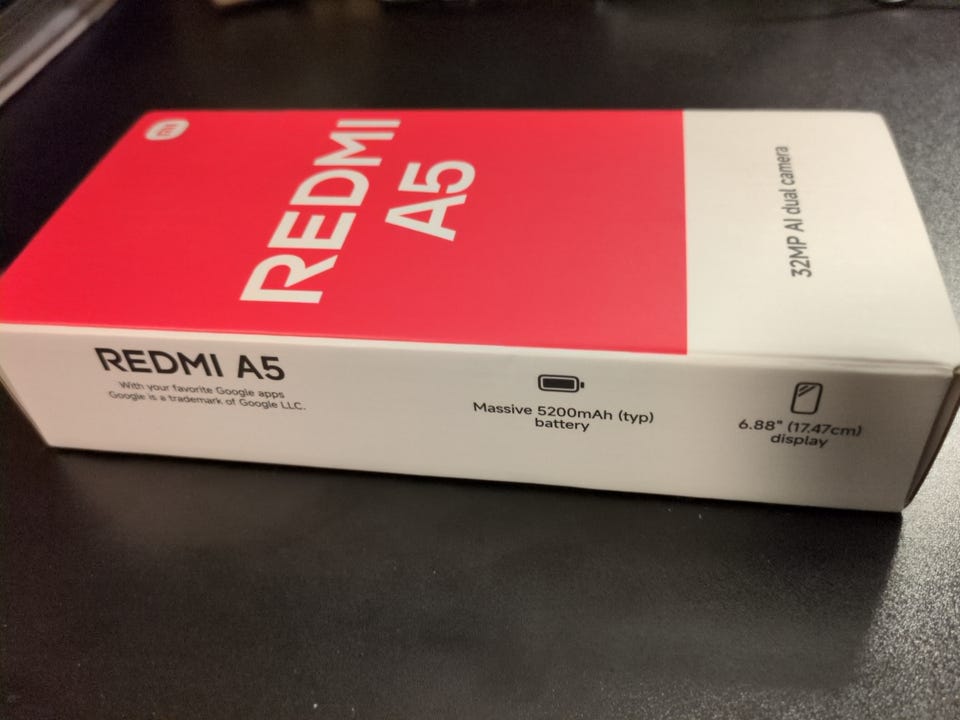 mi
REDMI
A5
32MP AI dual camera
REDMI A5
With your favorite Google apps
Google is a trademark of Google LLC.
Massive 5200mAh (typ)
battery
6.88" (17.47cm)
display